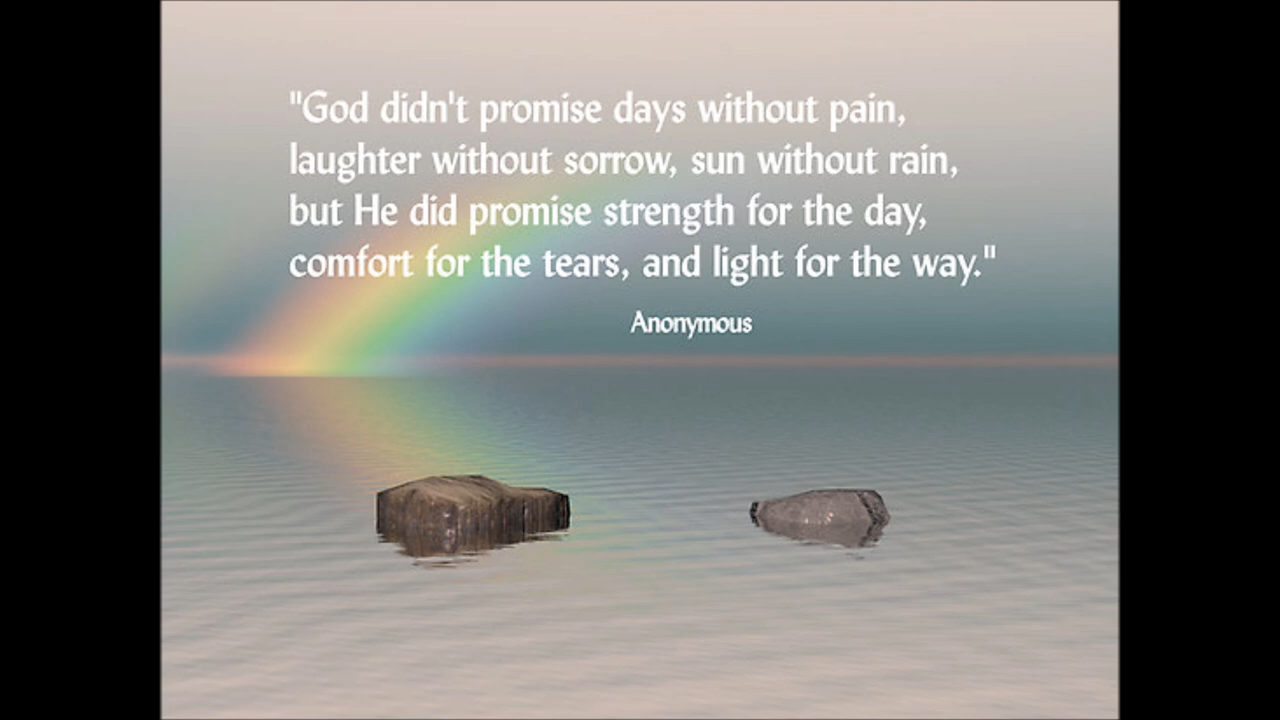 "God didn't promise days without pain,
laughter without sorrow, sun without rain,
but He did promise strength for the day,
comfort for the tears, and light for the way."
Anonymous